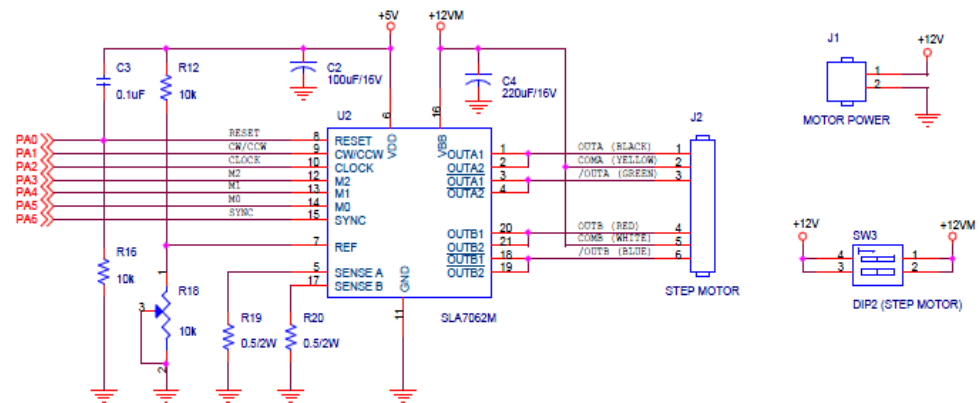 +5V
+12VM
C3
0.1uF
R12
10k
C2
100uF/16V
C4
220uF/16V
U2
6
16
VDD
VBB
PA0
PA1
PA2
PA3
PA4
PA5
PA6
RESET
CW/CCW
CLOCK
M2
M1
M0
SYNC
8
9
10
12
13
14
15
7
5
17
RESET
CW/CCW
CLOCK
M2
M1
M0
SYNC
REF
SENSE A
SENSE B
GND
11
SLA7062M
OUTA1
OUTA2
OUTA1
OUTA2
OUTB1
OUTB2
OUTB1
OUTB2
1
2
3
4
20
21
18
19
OUTA (BLACK)
COMA (YELLOW)
/OUTA (GREEN)
OUTB (RED)
COMB (WHITE)
/OUTB (BLUE)
J2
1
2
3
4
5
6
STEP MOTOR
R16
10k
1
R18
3
10k
2
R19
0.5/2W
R20
0.5/2W
J1
+12V
1
2
MOTOR POWER
+12V
+12VM
SW3
4
3
1
2
DIP2 (STEP MOTOR)